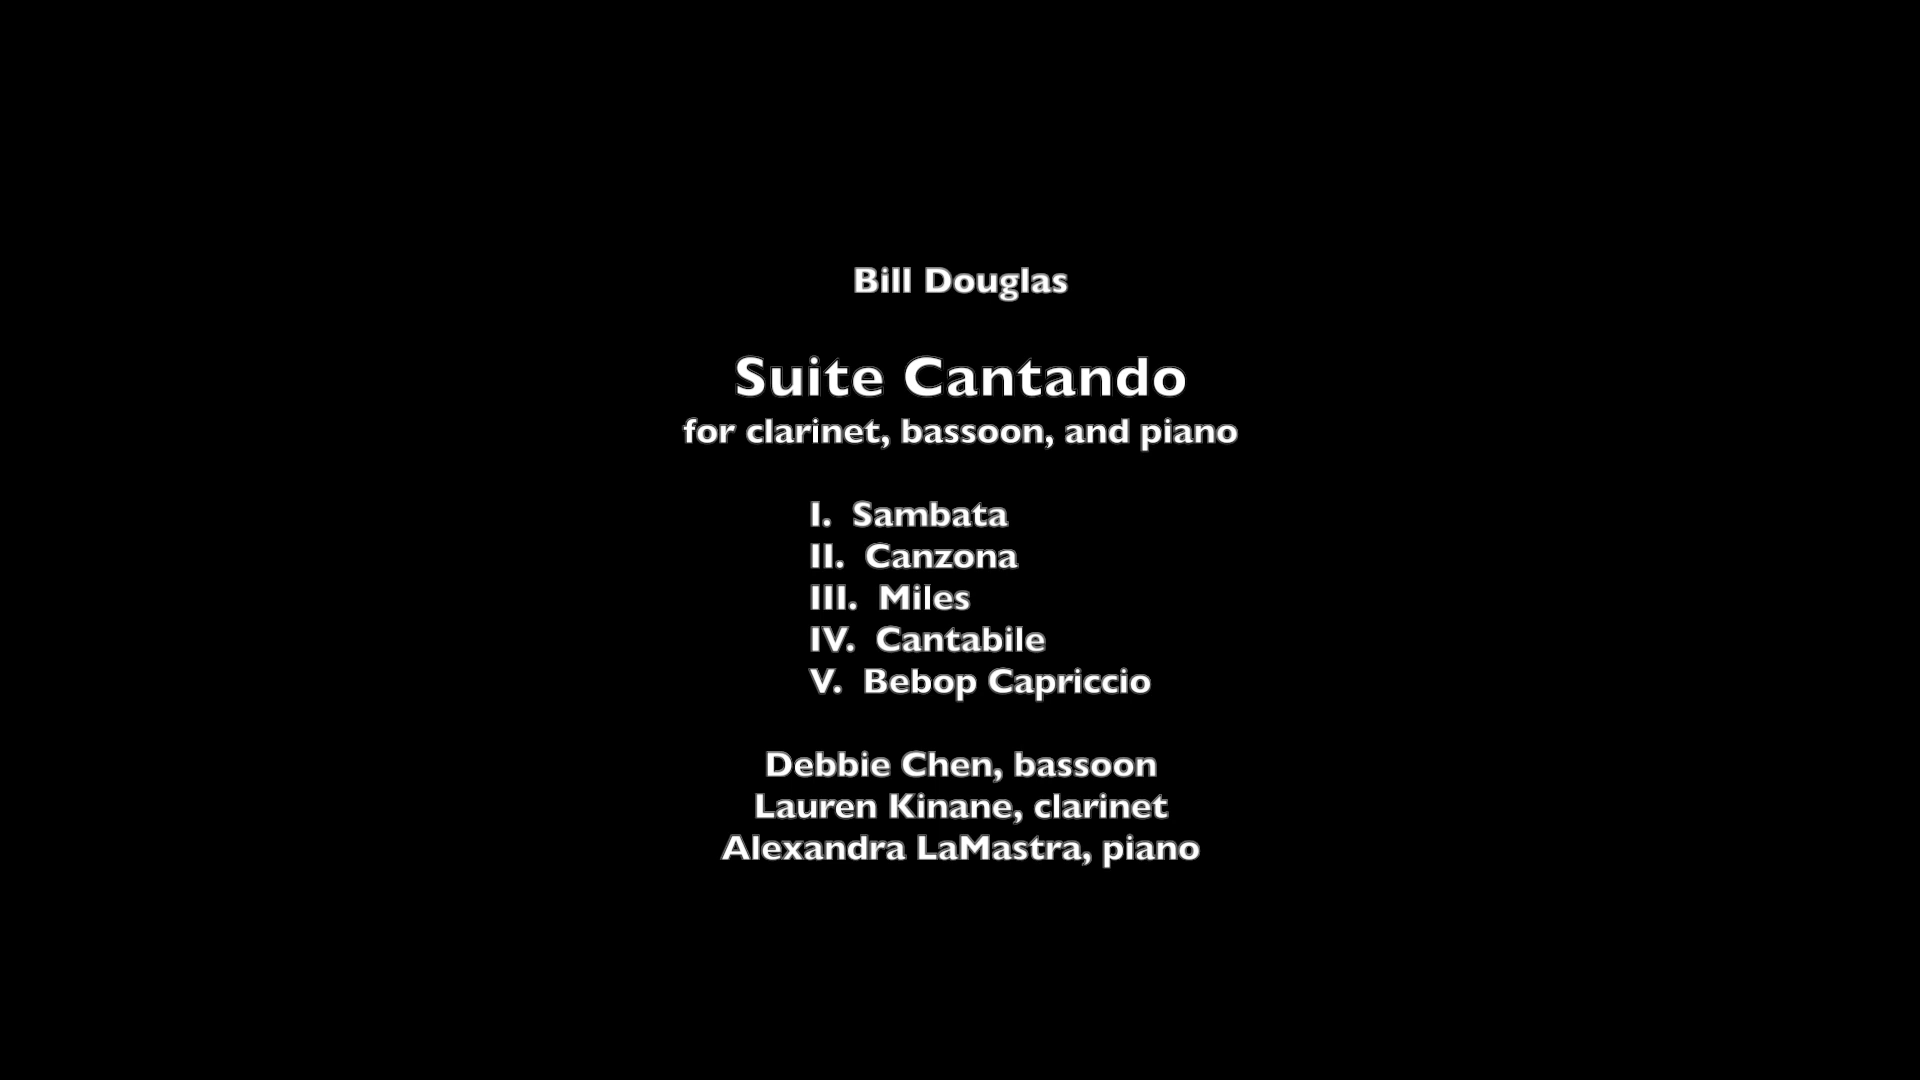 Bill Douglas
Suite Cantando
for clarinet, bassoon, and piano
I. Sambata
II. Canzona
III. Miles
IV. Cantabile
V. Bebop Capriccio
Debbie Chen, bassoon
Lauren Kinane, clarinet
Alexandra LaMastra, piano